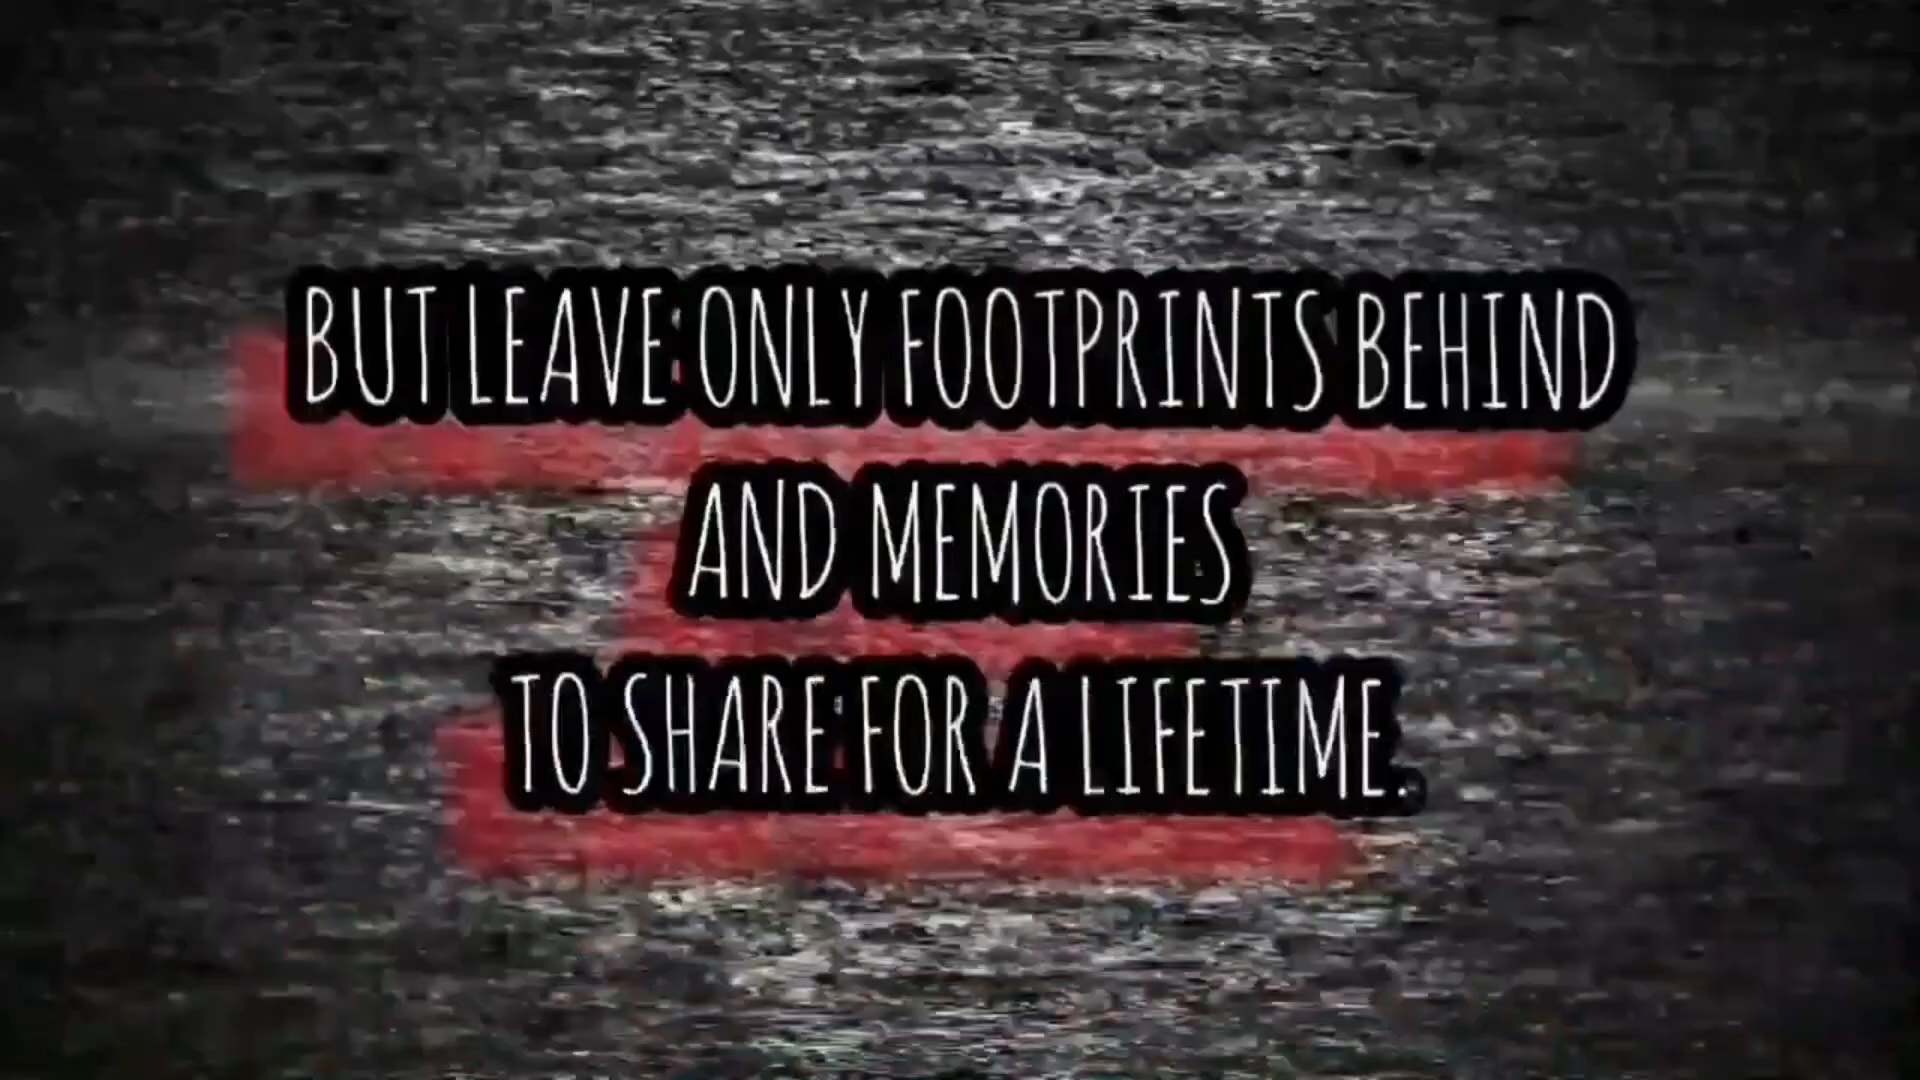 BUT LEAVE ONLY FOOTPRINTS BEHIND
AND MEMORIES
TO SHARE FOR A LIFETIME.